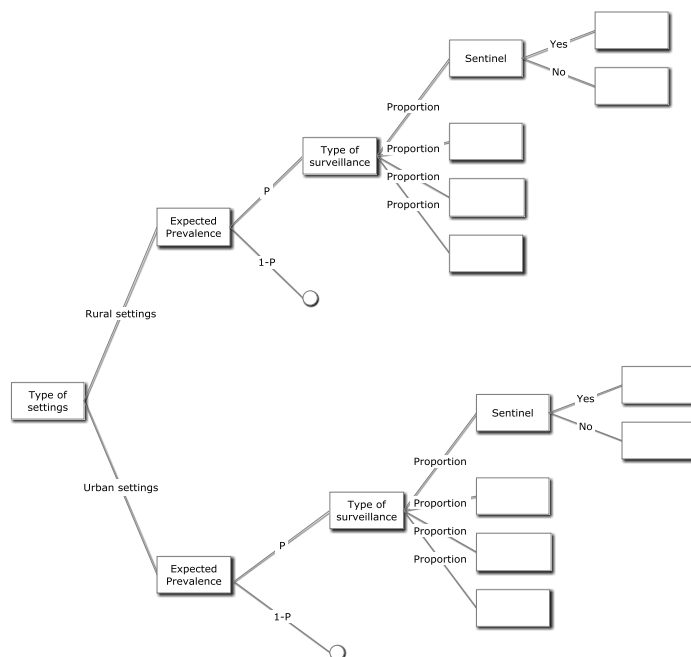 Yes
Sentinel
No
Proportion
Type of
surveillance
Proportion
Proportion
Proportion
P
Expected
Prevalence
1-P
Rural settings
Type of
settings
Yes
Sentinel
No
Proportion
Urban settings
Type of
surveillance
Proportion
Proportion
Proportion
P
Expected
Prevalence
1-P